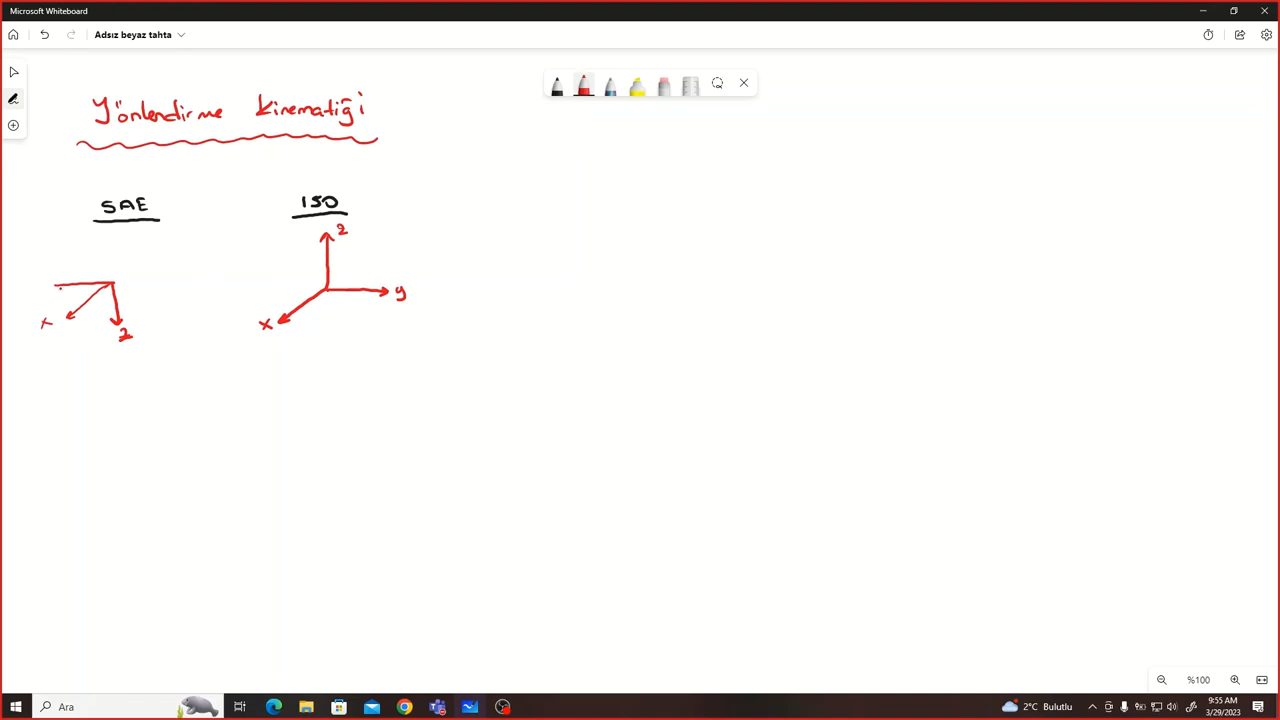 Microsoft Whiteboard
Adsız beyaz tahta
Yönlendirme Kinematiği
SAE
ISO
z
y
x
x
z
%100
Ara
2°C Bulutlu
9:55 AM
3/29/2023